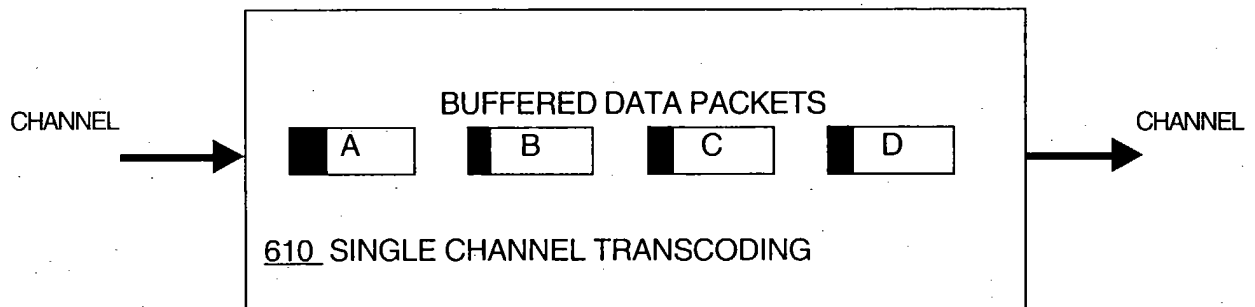 BUFFERED DATA PACKETS
CHANNEL
CHANNEL
A B C D
610 SINGLE CHANNEL TRANSCODING